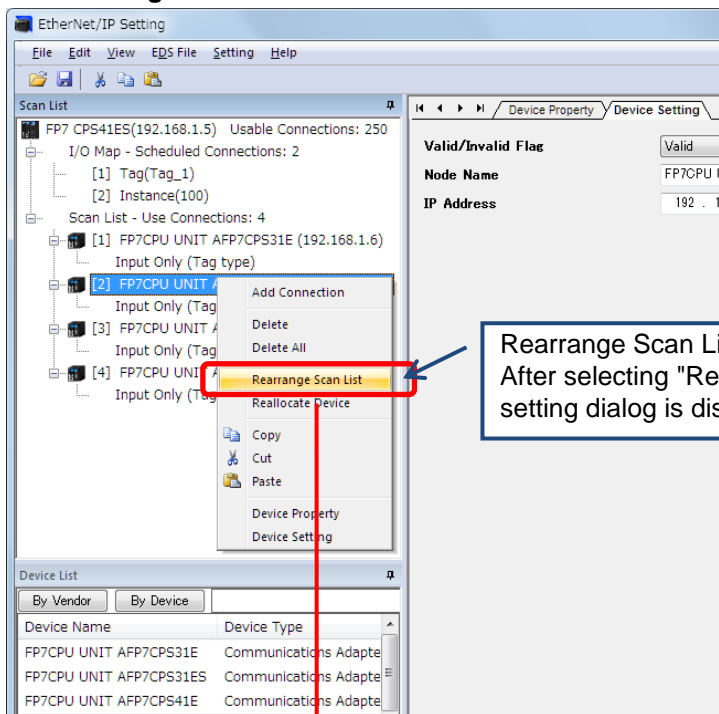 EtherNet/IP Setting
File Edit View EDS File Setting Help
Scan List
FP7 CPS41ES(192.168.1.5) Usable Connections: 250
I/O Map - Scheduled Connections: 2
[1] Tag(Tag_1)
[2] Instance(100)
Scan List - Use Connections: 4
[1] FP7CPU UNIT AFP7CPS31E (192.168.1.6)
Input Only (Tag type)
[2] FP7CPU UNIT
Input Only (Tag
[3] FP7CPU UNIT
Input Only (Tag
[4] FP7CPU UNIT
Input Only (Tag
Add Connection
Delete
Delete All
Rearrange Scan List
Reallocate Device
Copy
Cut
Paste
Device Property
Device Setting
Device Property Device Setting
Valid/Invalid Flag Valid
Node Name FP7CPU
IP Address 192 . 1
Rearrange Scan Li
After selecting "Re
setting dialog is dis
Device List
By Vendor By Device
Device Name Device Type
FP7CPU UNIT AFP7CPS31E Communications Adapte
FP7CPU UNIT AFP7CPS31ES Communications Adapte
FP7CPU UNIT AFP7CPS41E Communications Adapte